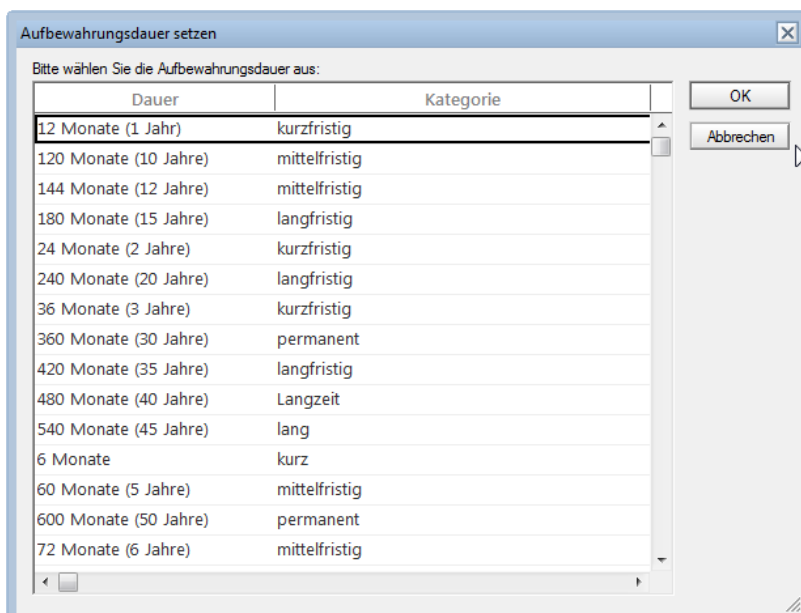 Aufbewahrungsdauer setzen
Bitte wählen Sie die Aufbewahrungsdauer aus:
Dauer Kategorie
OK
Abbrechen
12 Monate (1 Jahr) kurzfristig
120 Monate (10 Jahre) mittelfristig
144 Monate (12 Jahre) mittelfristig
180 Monate (15 Jahre) langfristig
24 Monate (2 Jahre) kurzfristig
240 Monate (20 Jahre) langfristig
36 Monate (3 Jahre) kurzfristig
360 Monate (30 Jahre) permanent
420 Monate (35 Jahre) langfristig
480 Monate (40 Jahre) Langzeit
540 Monate (45 Jahre) lang
6 Monate kurz
60 Monate (5 Jahre) mittelfristig
600 Monate (50 Jahre) permanent
72 Monate (6 Jahre) mittelfristig